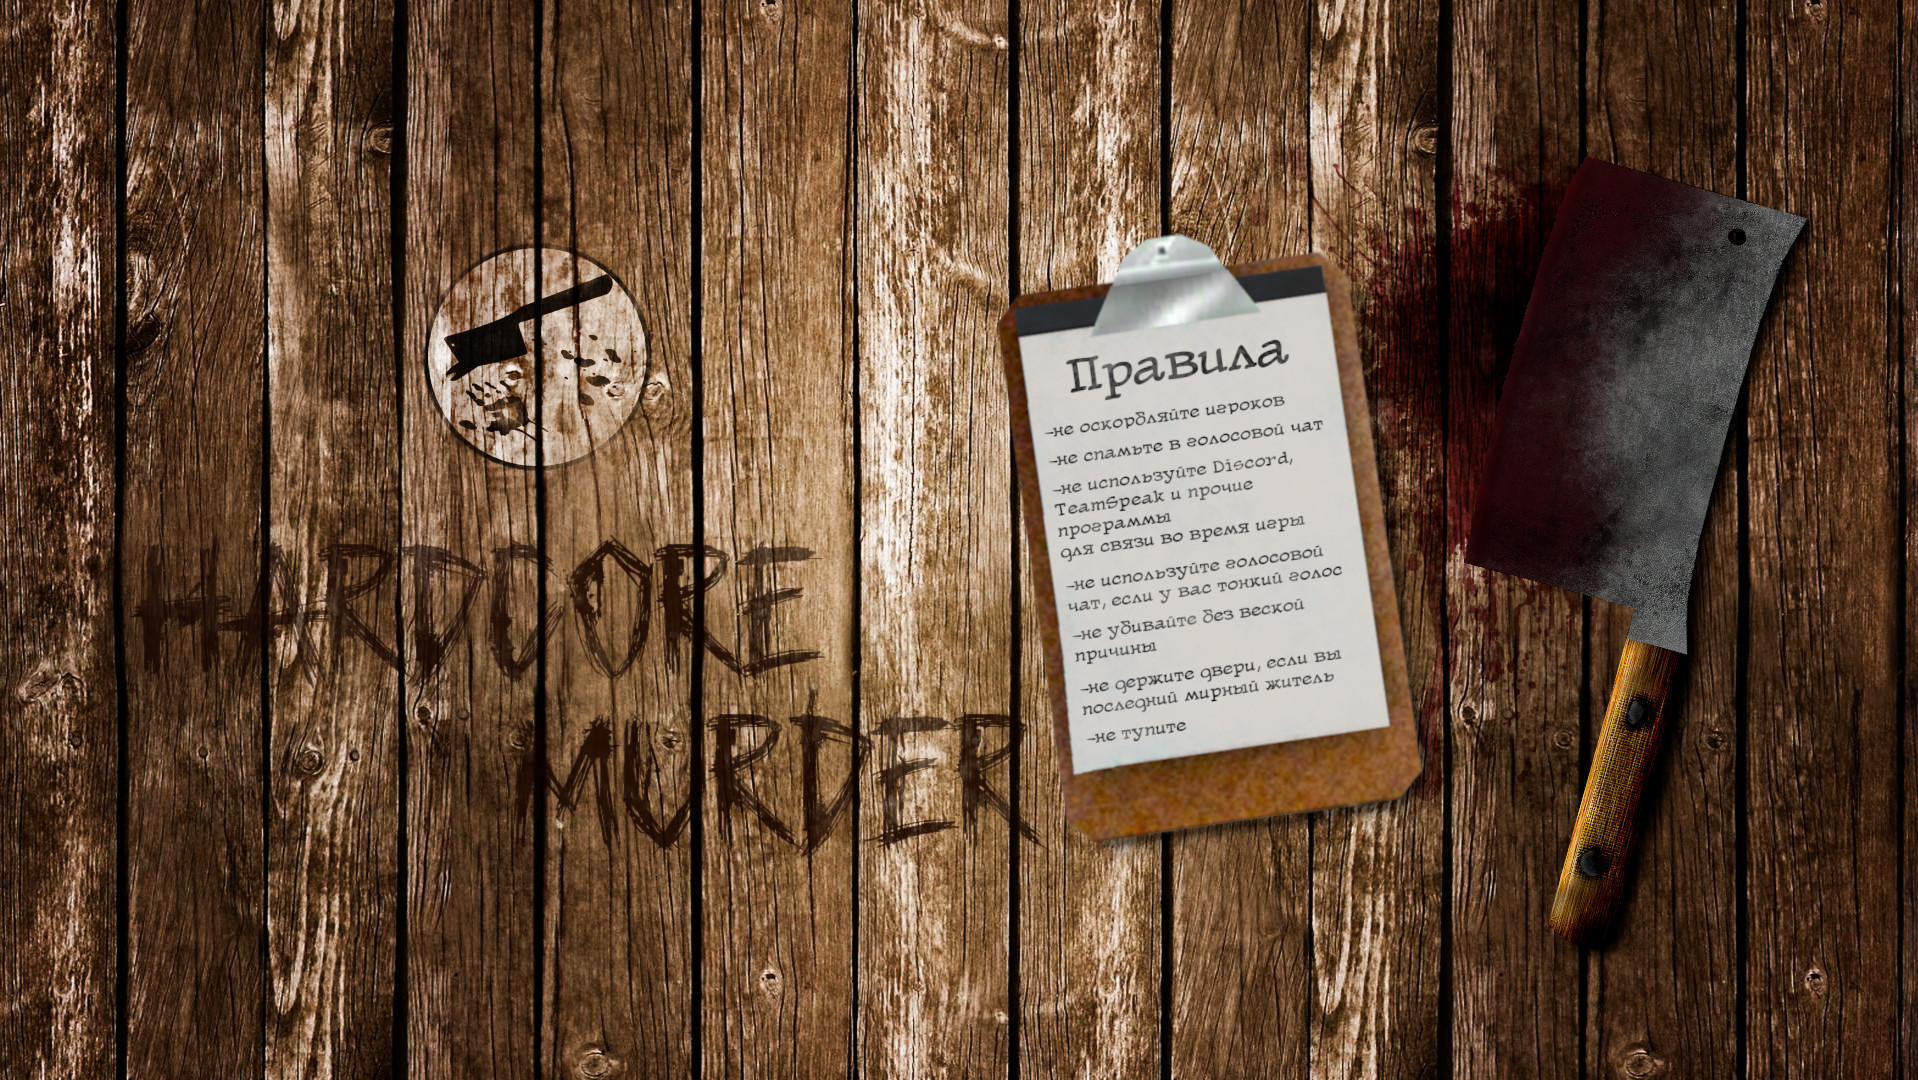 HARDCORE
MURDER
Правила
-не оскорбляйте игроков
-не спамьте в голосовой чат
-не используйте Discord,
TeamSpeak и прочие
программы
для связи во время игры
-не используйте голосовой
чат, если у вас тонкий голос
-не убивайте без веской
причины
-не держите двери, если вы
последний мирный житель
-не тупите